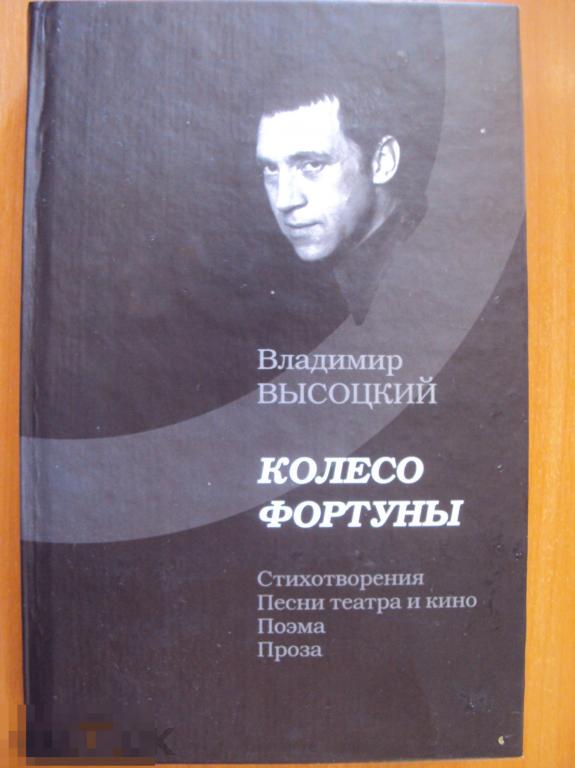 Владимир
ВЫСОЦКИЙ
КОЛЕСО
ФОРТУНЫ
Стихотворения
Песни театра и кино
Поэма
Проза